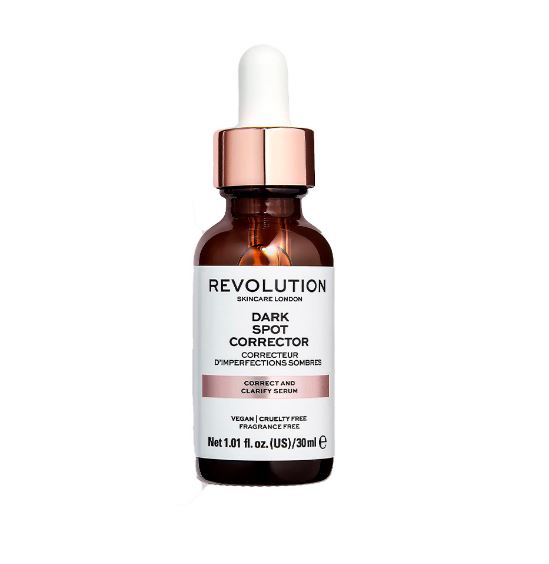 REVOLUTION
SKINCARE LONDON
DARK
SPOT
CORRECTOR
CORRECTEUR
D'IMPERFECTIONS SOMBRES
CORRECT AND
CLARIFY SERUM
VEGAN | CRUELTY FREE
FRAGRANCE FREE
Net 1.01 fl. oz. (US)/30ml ℮